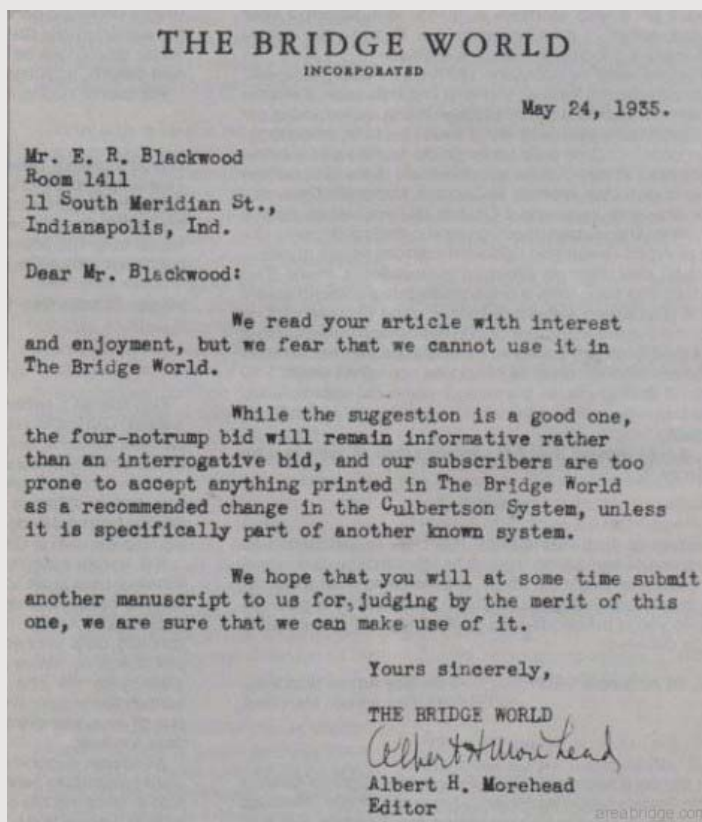 THE BRIDGE WORLD
INCORPORATED
May 24, 1935.
Mr. E. R. Blackwood
Room 1411
11 South Meridian St.,
Indianapolis, Ind.
Dear Mr. Blackwood:
We read your article with interest
and enjoyment, but we fear that we cannot use it in
The Bridge World.
While the suggestion is a good one,
the four-notrump bid will remain informative rather
than an interrogative bid, and our subscribers are too
prone to accept anything printed in The Bridge World
as a recommended change in the Culbertson System, unless
it is specifically part of another known system.
We hope that you will at some time submit
another manuscript to us for, judging by the merit of this
one, we are sure that we can make use of it.
Yours sincerely,
THE BRIDGE WORLD
Albert H Morehead
Albert H. Morehead
Editor
areabridge.com